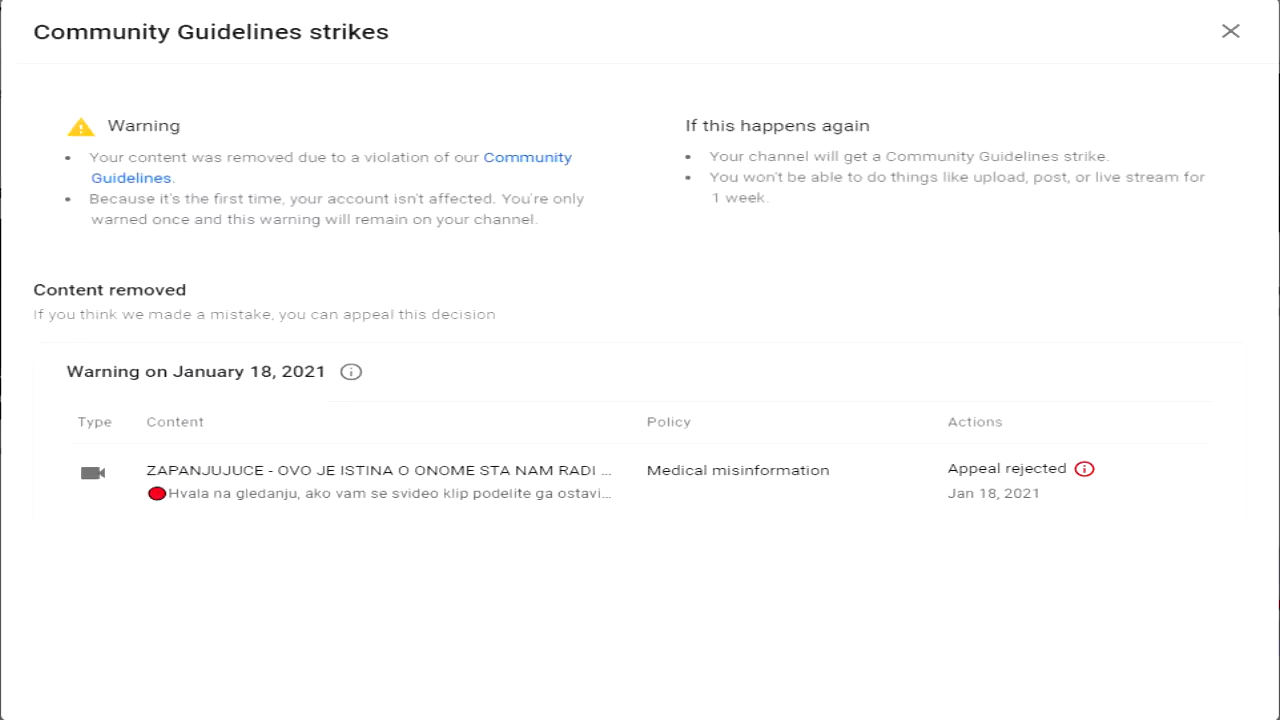 Community Guidelines strikes
Warning
Your content was removed due to a violation of our Community
Guidelines.
Because it's the first time, your account isn't affected. You're only
warned once and this warning will remain on your channel.
If this happens again
Your channel will get a Community Guidelines strike.
You won't be able to do things like upload, post, or live stream for
1 week.
Content removed
If you think we made a mistake, you can appeal this decision
Warning on January 18, 2021
Type Content Policy Actions
ZAPANJUJUCE - OVO JE ISTINA O ONOME STA NAM RADI ... Medical misinformation Appeal rejected
Hvala na gledanju, ako vam se svideo klip podelite ga ostavi... Jan 18, 2021